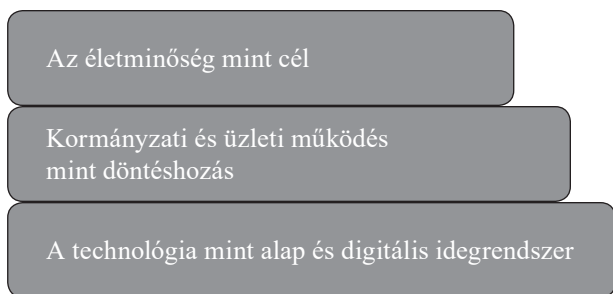 Az életminőség mint cél
Kormányzati és üzleti működés
mint döntéshozás
A technológia mint alap és digitális idegrendszer